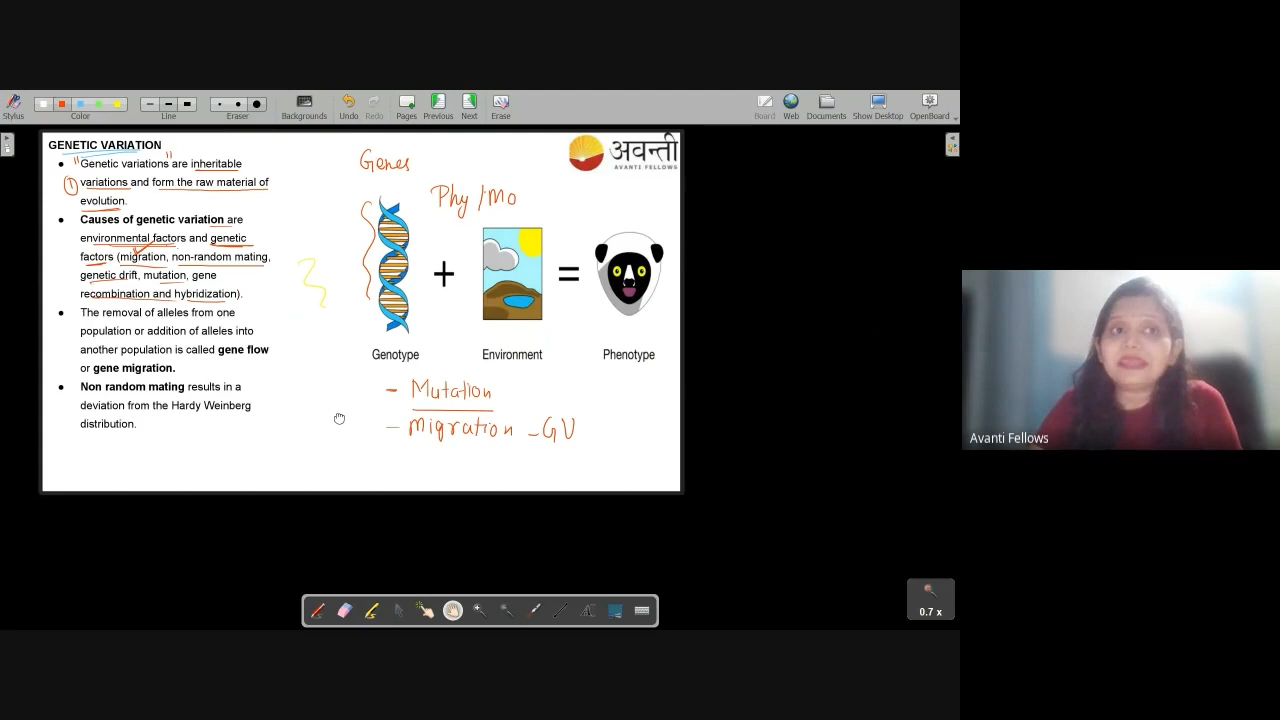 Stylus
Color
Line
Eraser
Backgrounds
Undo
Redo
Pages
Previous
Next
Erase
Board
Web
Documents
Show Desktop
OpenBoard
GENETIC VARIATION
● "Genetic variations" are inheritable
① variations and form the raw material of
evolution.
● Causes of genetic variation are
environmental factors and genetic
factors (migration, non-random mating,
genetic drift, mutation, gene
recombination and hybridization).
● The removal of alleles from one
population or addition of alleles into
another population is called gene flow
or gene migration.
● Non random mating results in a
deviation from the Hardy Weinberg
distribution.
Genes
Phy / Mo
अवन्ती
AVANTI FELLOWS
+
=
Genotype
Environment
Phenotype
- Mutation
- Migration - GV
Avanti Fellows
0.7 x